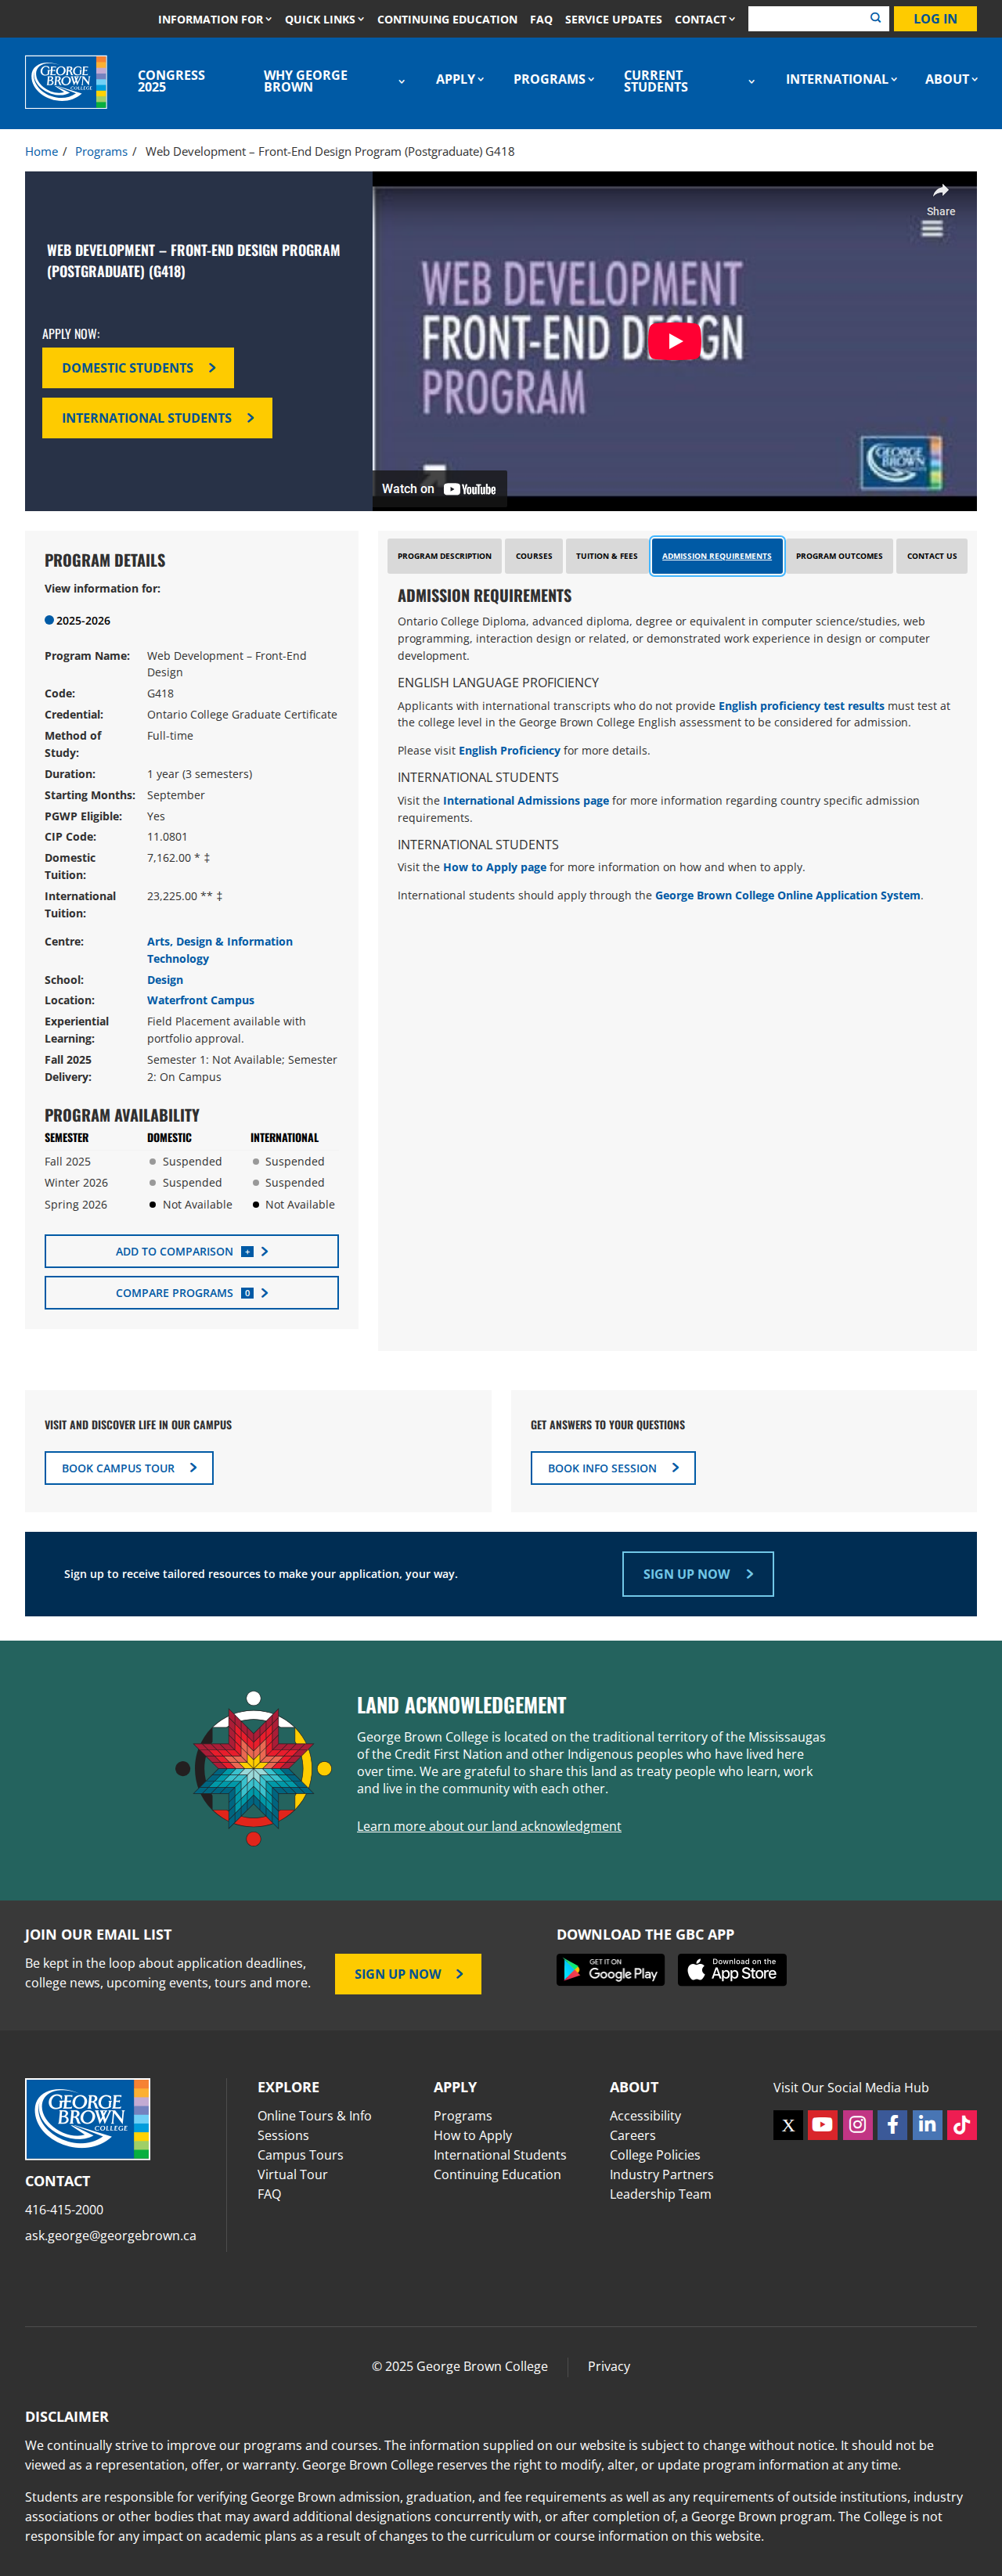 INFORMATION FOR QUICK LINKS CONTINUING EDUCATION FAQ SERVICE UPDATES CONTACT LOG IN
GEORGE BROWN COLLEGE
CONGRESS 2025
WHY GEORGE BROWN
APPLY
PROGRAMS
CURRENT STUDENTS
INTERNATIONAL
ABOUT
Home / Programs / Web Development – Front-End Design Program (Postgraduate) G418
WEB DEVELOPMENT – FRONT-END DESIGN PROGRAM
(POSTGRADUATE) (G418)
APPLY NOW:
DOMESTIC STUDENTS
INTERNATIONAL STUDENTS
Share
WEB DEVELOPMENT
FRONT-END DESIGN
PROGRAM
GEORGE BROWN
Watch on YouTube
PROGRAM DETAILS
View information for:
2025-2026
Program Name: Web Development – Front-End
Design
Code: G418
Credential: Ontario College Graduate Certificate
Method of Full-time
Study:
Duration: 1 year (3 semesters)
Starting Months: September
PGWP Eligible: Yes
CIP Code: 11.0801
Domestic 7,162.00 * ‡
Tuition:
International 23,225.00 ** ‡
Tuition:
Centre: Arts, Design & Information
Technology
School: Design
Location: Waterfront Campus
Experiential Field Placement available with
Learning: portfolio approval.
Fall 2025 Semester 1: Not Available; Semester
Delivery: 2: On Campus
PROGRAM AVAILABILITY
SEMESTER DOMESTIC INTERNATIONAL
Fall 2025 Suspended Suspended
Winter 2026 Suspended Suspended
Spring 2026 Not Available Not Available
ADD TO COMPARISON +
COMPARE PROGRAMS 0
PROGRAM DESCRIPTION COURSES TUITION & FEES ADMISSION REQUIREMENTS PROGRAM OUTCOMES CONTACT US
ADMISSION REQUIREMENTS
Ontario College Diploma, advanced diploma, degree or equivalent in computer science/studies, web
programming, interaction design or related, or demonstrated work experience in design or computer
development.
ENGLISH LANGUAGE PROFICIENCY
Applicants with international transcripts who do not provide English proficiency test results must test at
the college level in the George Brown College English assessment to be considered for admission.
Please visit English Proficiency for more details.
INTERNATIONAL STUDENTS
Visit the International Admissions page for more information regarding country specific admission
requirements.
INTERNATIONAL STUDENTS
Visit the How to Apply page for more information on how and when to apply.
International students should apply through the George Brown College Online Application System.
VISIT AND DISCOVER LIFE IN OUR CAMPUS
BOOK CAMPUS TOUR
GET ANSWERS TO YOUR QUESTIONS
BOOK INFO SESSION
Sign up to receive tailored resources to make your application, your way.
SIGN UP NOW
LAND ACKNOWLEDGEMENT
George Brown College is located on the traditional territory of the Mississaugas
of the Credit First Nation and other Indigenous peoples who have lived here
over time. We are grateful to share this land as treaty people who learn, work
and live in the community with each other.
Learn more about our land acknowledgment
JOIN OUR EMAIL LIST
Be kept in the loop about application deadlines,
college news, upcoming events, tours and more.
SIGN UP NOW
DOWNLOAD THE GBC APP
GET IT ON
Google Play
Download on the
App Store
GEORGE BROWN COLLEGE
CONTACT
416-415-2000
ask.george@georgebrown.ca
EXPLORE
Online Tours & Info
Sessions
Campus Tours
Virtual Tour
FAQ
APPLY
Programs
How to Apply
International Students
Continuing Education
ABOUT
Accessibility
Careers
College Policies
Industry Partners
Leadership Team
Visit Our Social Media Hub
X
f
in
© 2025 George Brown College Privacy
DISCLAIMER
We continually strive to improve our programs and courses. The information supplied on our website is subject to change without notice. It should not be
viewed as a representation, offer, or warranty. George Brown College reserves the right to modify, alter, or update program information at any time.
Students are responsible for verifying George Brown admission, graduation, and fee requirements as well as any requirements of outside institutions, industry
associations or other bodies that may award additional designations concurrently with, or after completion of, a George Brown program. The College is not
responsible for any impact on academic plans as a result of changes to the curriculum or course information on this website.